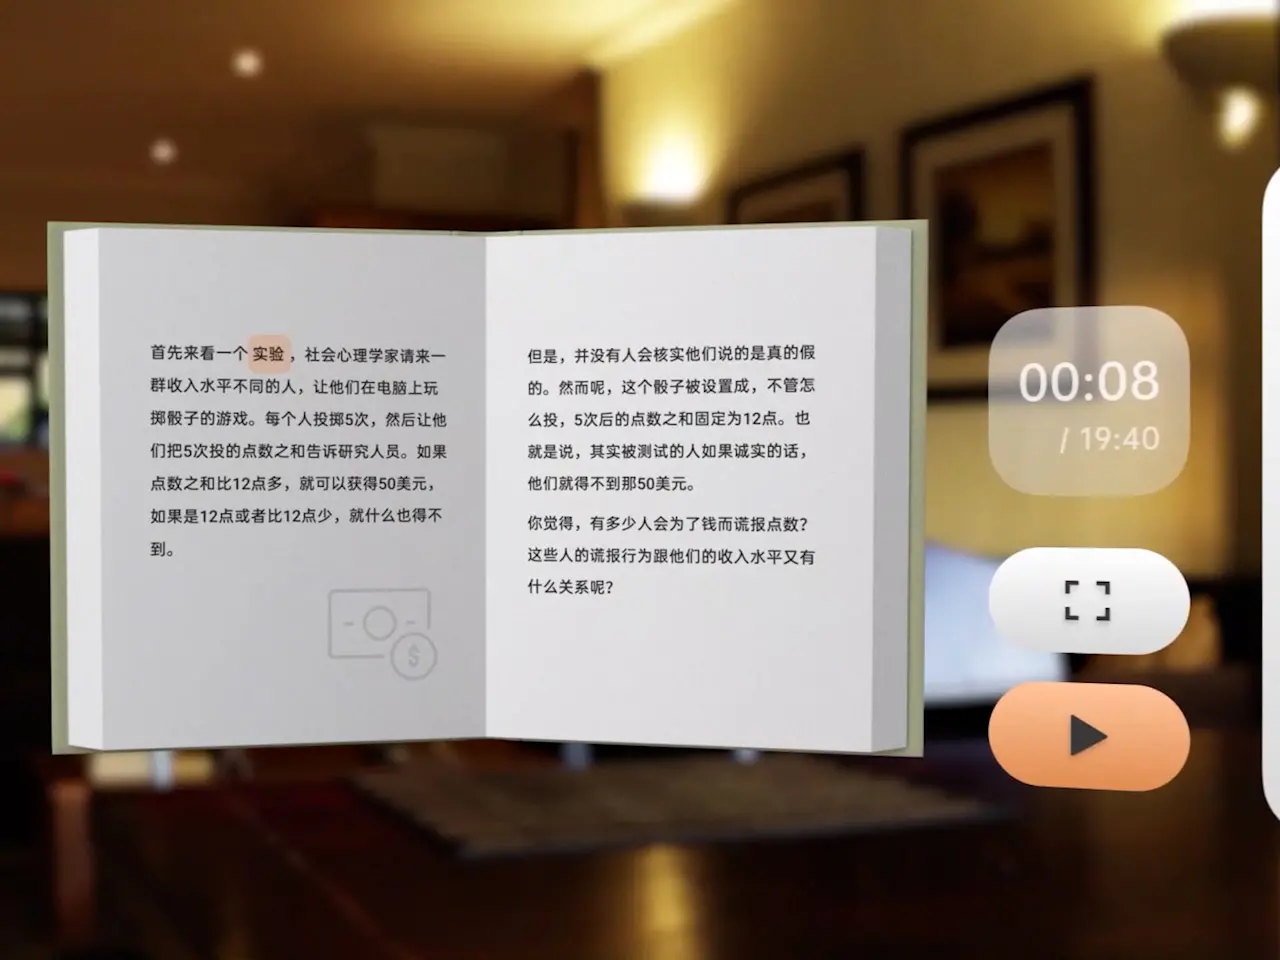 首先来看一个实验，社会心理学家请来一
群收入水平不同的人，让他们在电脑上玩
掷骰子的游戏。每个人投掷5次，然后让他
们把5次投的点数之和告诉研究人员。如果
点数之和比12点多，就可以获得50美元，
如果是12点或者比12点少，就什么也得不
到。
$
但是，并没有人会核实他们说的是真的假
的。然而呢，这个骰子被设置成，不管怎
么投，5次后的点数之和固定为12点。也
就是说，其实被测试的人如果诚实的话，
他们就得不到那50美元。
你觉得，有多少人会为了钱而谎报点数？
这些人的谎报行为跟他们的收入水平又有
什么关系呢？
00:08
/ 19:40